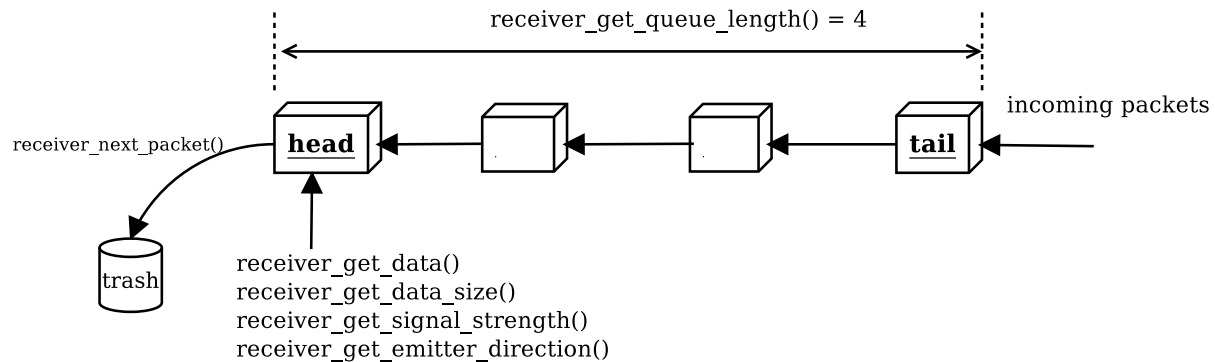 receiver_get_queue_length() = 4
incoming packets
receiver_next_packet()
head
.
.
tail
trash
receiver_get_data()
receiver_get_data_size()
receiver_get_signal_strength()
receiver_get_emitter_direction()